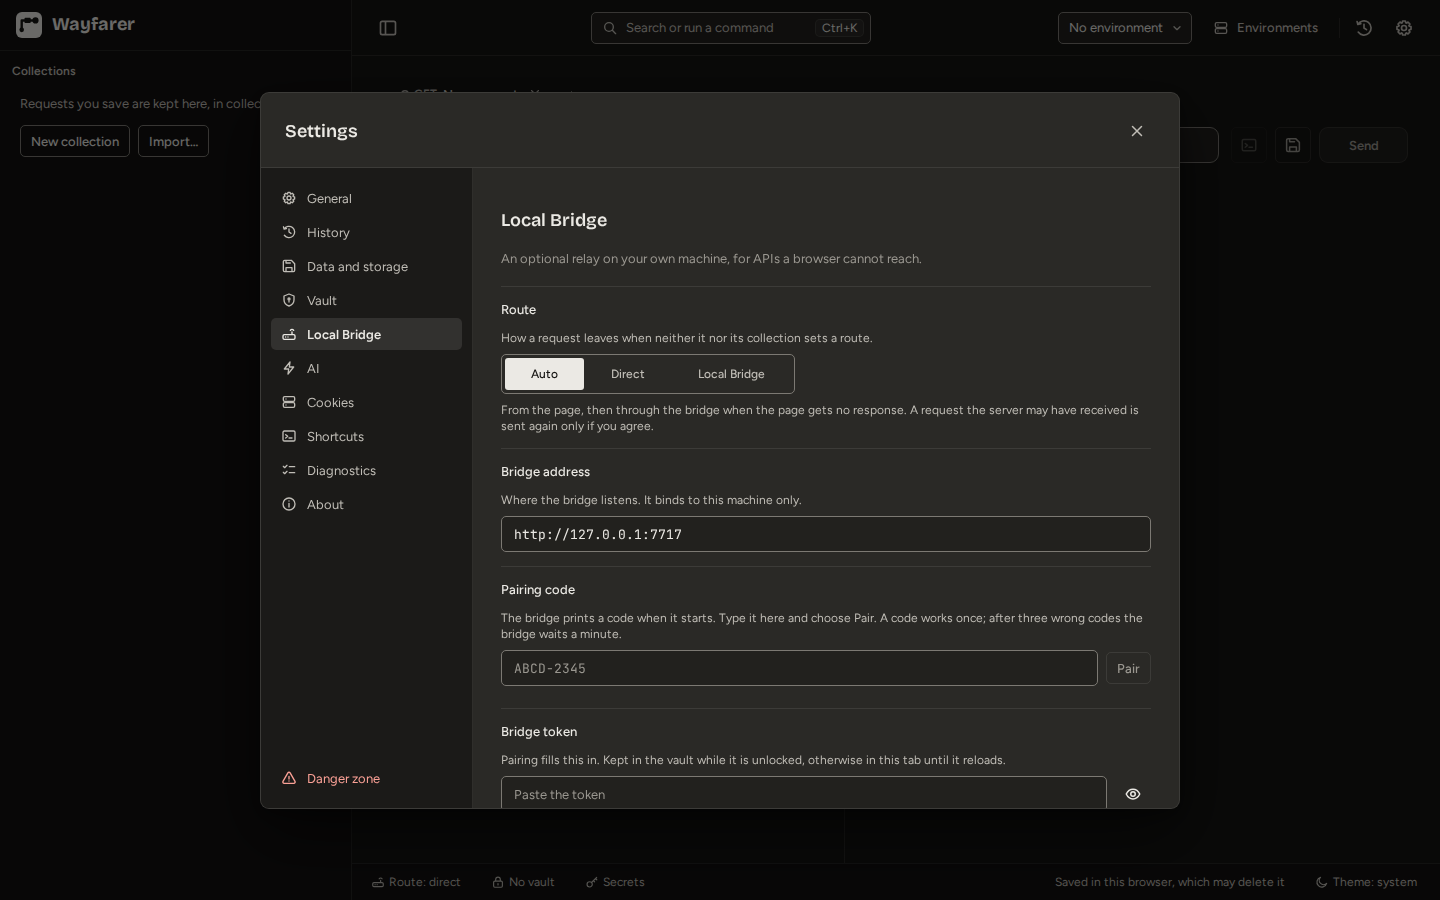 Wayfarer
Search or run a command
Ctrl+K
No environment
Environments
Collections
Requests you save are kept here, in collec
New collection
Import...
Send
Settings
General
History
Data and storage
Vault
Local Bridge
AI
Cookies
Shortcuts
Diagnostics
About
Danger zone
Local Bridge
An optional relay on your own machine, for APIs a browser cannot reach.
Route
How a request leaves when neither it nor its collection sets a route.
Auto
Direct
Local Bridge
From the page, then through the bridge when the page gets no response. A request the server may have received is
sent again only if you agree.
Bridge address
Where the bridge listens. It binds to this machine only.
http://127.0.0.1:7717
Pairing code
The bridge prints a code when it starts. Type it here and choose Pair. A code works once; after three wrong codes the
bridge waits a minute.
ABCD-2345
Pair
Bridge token
Pairing fills this in. Kept in the vault while it is unlocked, otherwise in this tab until it reloads.
Paste the token
Route: direct
No vault
Secrets
Saved in this browser, which may delete it
Theme: system